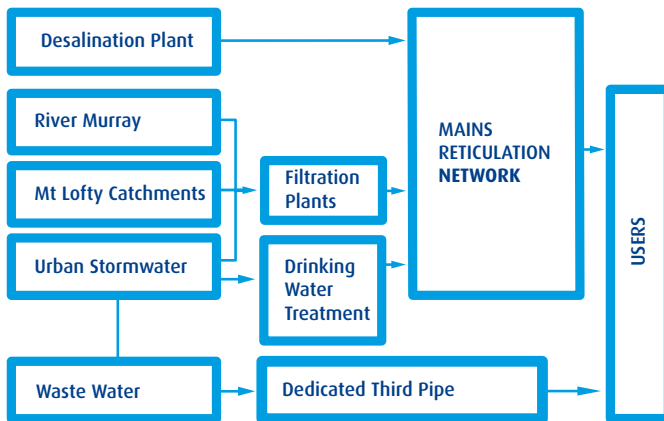 Desalination Plant
River Murray
Mt Lofty Catchments
Urban Stormwater
Waste Water
Filtration
Plants
Drinking
Water
Treatment
Dedicated Third Pipe
MAINS
RETICULATION
NETWORK
USERS